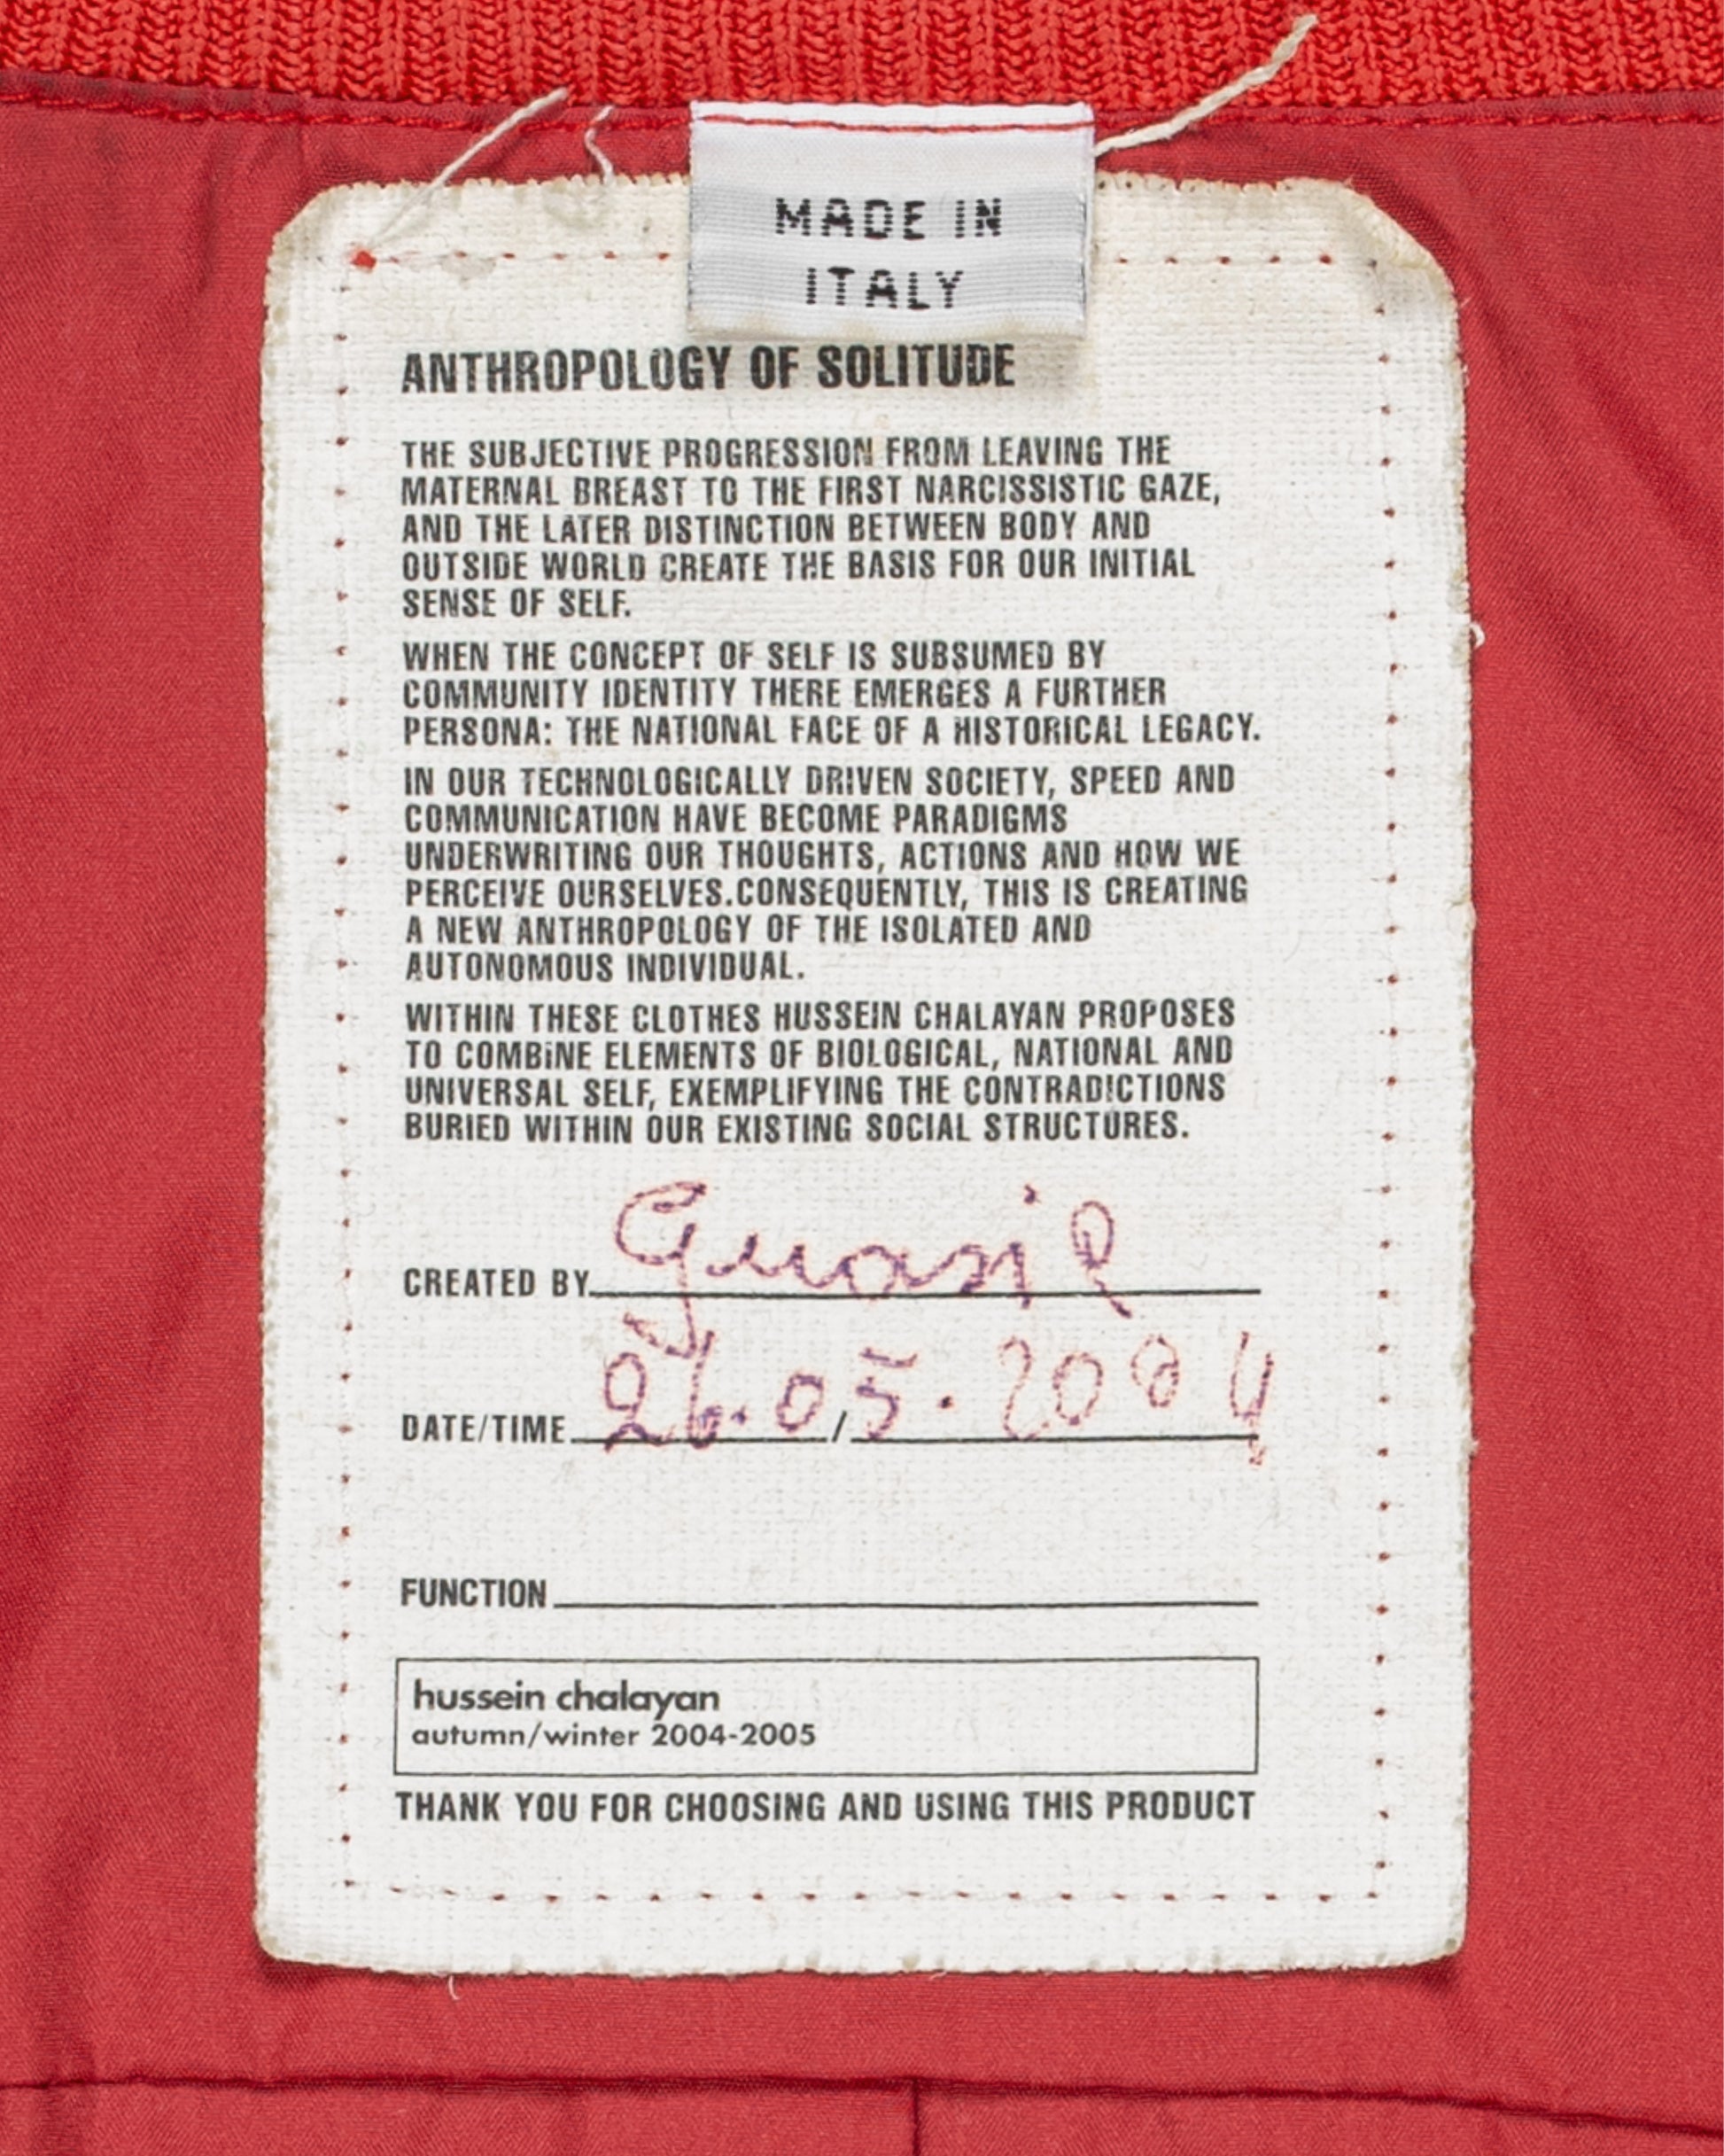 MADE IN
ITALY
ANTHROPOLOGY OF SOLITUDE
THE SUBJECTIVE PROGRESSION FROM LEAVING THE
MATERNAL BREAST TO THE FIRST NARCISSISTIC GAZE,
AND THE LATER DISTINCTION BETWEEN BODY AND
OUTSIDE WORLD CREATE THE BASIS FOR OUR INITIAL
SENSE OF SELF.
WHEN THE CONCEPT OF SELF IS SUBSUMED BY
COMMUNITY IDENTITY THERE EMERGES A FURTHER
PERSONA: THE NATIONAL FACE OF A HISTORICAL LEGACY.
IN OUR TECHNOLOGICALLY DRIVEN SOCIETY, SPEED AND
COMMUNICATION HAVE BECOME PARADIGMS
UNDERWRITING OUR THOUGHTS, ACTIONS AND HOW WE
PERCEIVE OURSELVES.CONSEQUENTLY, THIS IS CREATING
A NEW ANTHROPOLOGY OF THE ISOLATED AND
AUTONOMOUS INDIVIDUAL.
WITHIN THESE CLOTHES HUSSEIN CHALAYAN PROPOSES
TO COMBINE ELEMENTS OF BIOLOGICAL, NATIONAL AND
UNIVERSAL SELF, EXEMPLIFYING THE CONTRADICTIONS
BURIED WITHIN OUR EXISTING SOCIAL STRUCTURES.
CREATED BY
DATE/TIME 26.05./2004
FUNCTION
hussein chalayan
autumn/winter 2004-2005
THANK YOU FOR CHOOSING AND USING THIS PRODUCT